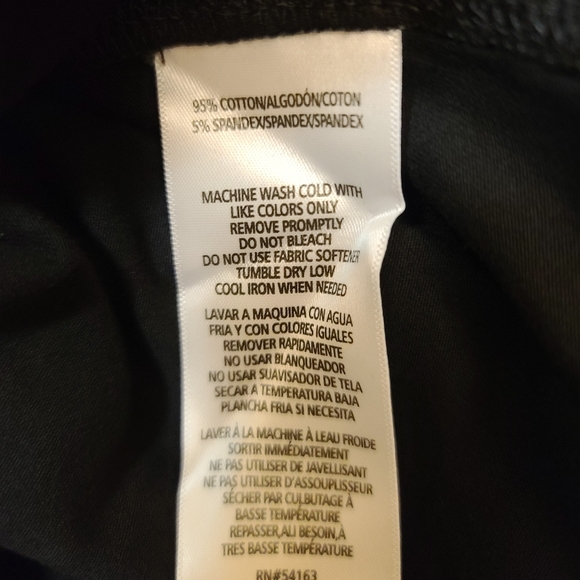 95% COTTON/ALGODÓN/COTON
5% SPANDEX/SPANDEX/SPANDEX
MACHINE WASH COLD WITH
LIKE COLORS ONLY
REMOVE PROMPTLY
DO NOT BLEACH
DO NOT USE FABRIC SOFTENER
TUMBLE DRY LOW
COOL IRON WHEN NEEDED
LAVAR A MAQUINA CON AGUA
FRIA Y CON COLORES IGUALES
REMOVER RAPIDAMENTE
NO USAR BLANQUEADOR
NO USAR SUAVISADOR DE TELA
SECAR A TEMPERATURA BAJA
PLANCHA FRIA SI NECESITA
LAVER À LA MACHINE À LEAU FROIDE
SORTIR IMMÉDIATEMENT
NE PAS UTILISER DE JAVELLISANT
NE PAS UTILISER D'ASSOUPLISSEUR
SÉCHER PAR CULBUTAGE À
BASSE TEMPÉRATURE
REPASSER,ALI BESOIN,À
TRES BASSE TEMPÉRATURE
RN#54163